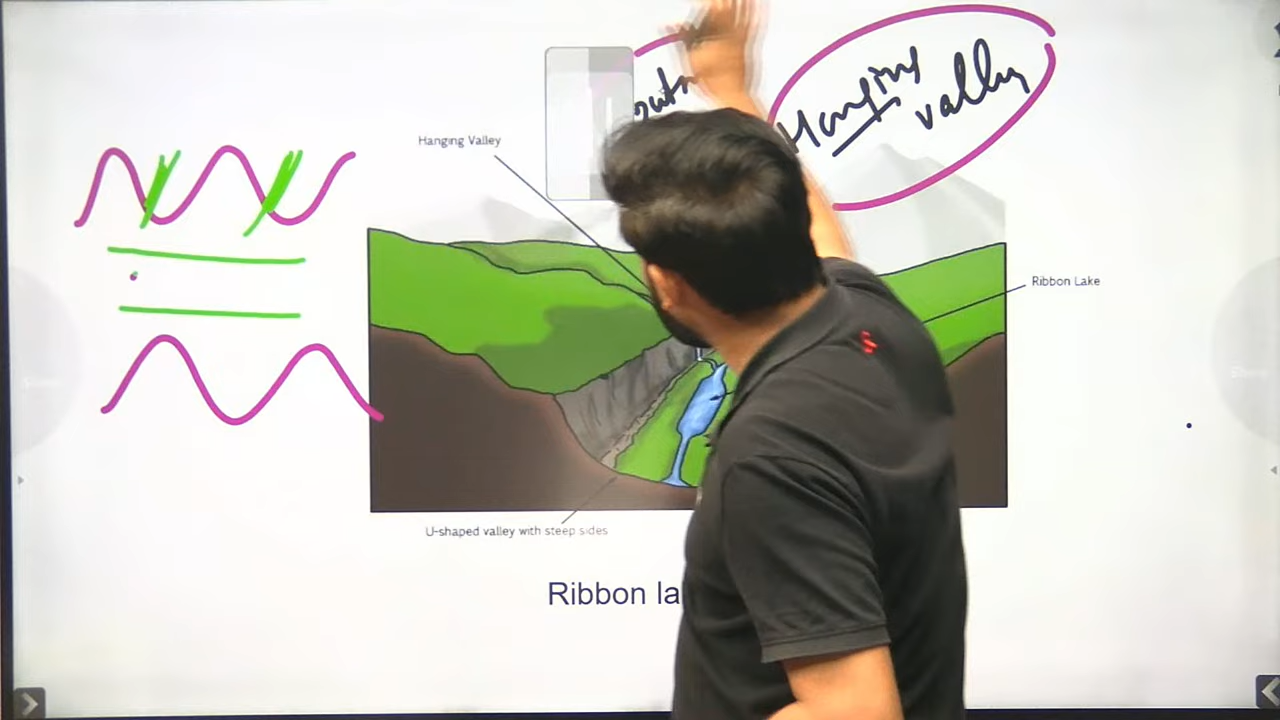 Hanging
valley
Hanging Valley
Ribbon Lake
U-shaped valley with steep sides
Ribbon la